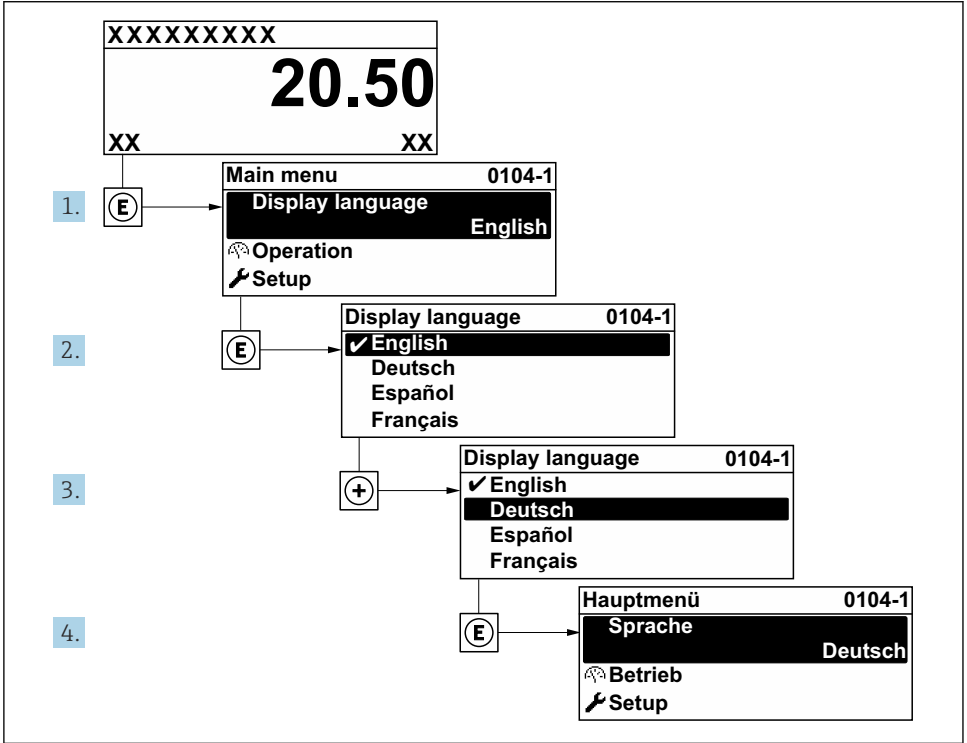 XXXXXXXXX
20.50
XX XX
1. E
Main menu 0104-1
Display language
English
Operation
Setup
2. E
Display language 0104-1
✔English
Deutsch
Español
Français
3. +
Display language 0104-1
✔English
Deutsch
Español
Français
4. E
Hauptmenü 0104-1
Sprache
Deutsch
Betrieb
Setup